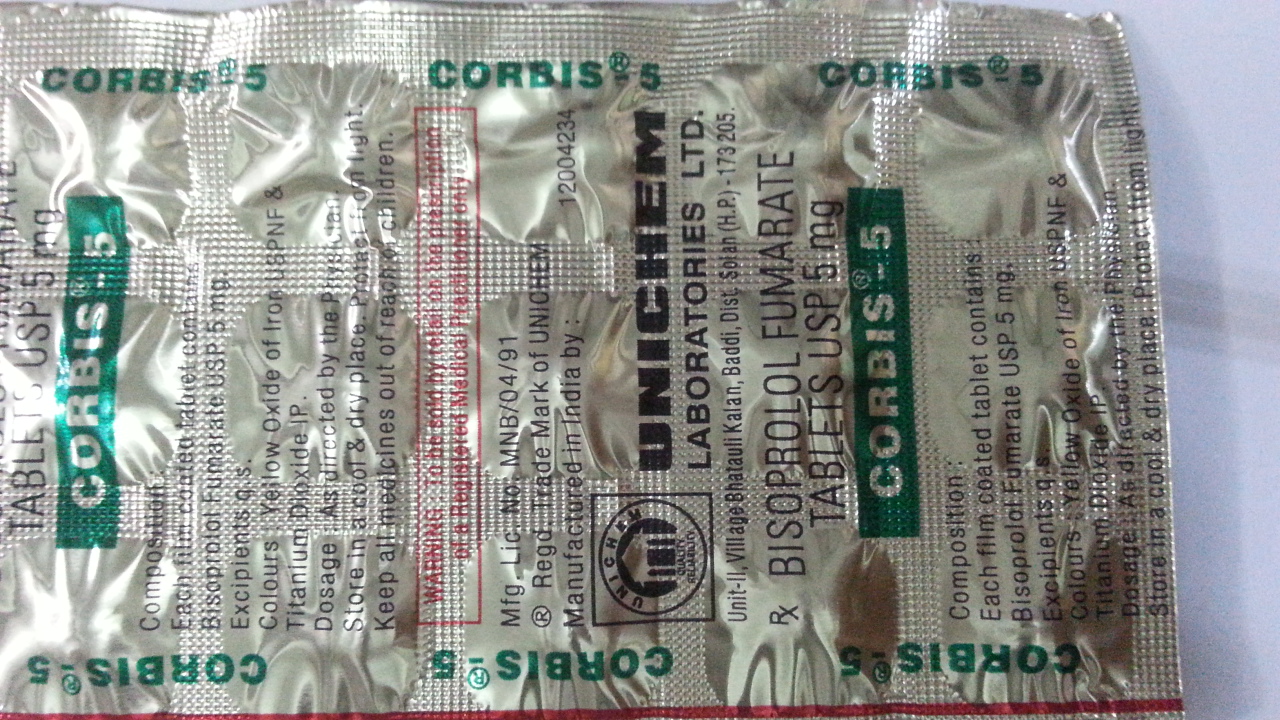 CORBIS® 5 CORBIS® 5 CORBIS® 5
TABLETS USP 5 mg
CORBIS®-5
Composition :
Each film coated tablet contains:
Bisoprolol Fumarate USP 5 mg.
Excipients q.s.
Colours : Yellow Oxide of Iron USPNF &
Titanium Dioxide IP.
Dosage : As directed by the Physician
Store in a cool & dry place. Protect from light.
Keep all medicines out of reach of children.
WARNING : To be sold by retail on the prescription
of a Registered Medical Practitioner only.
Mfg. Lic. No. MNB/04/91
® Regd. Trade Mark of UNICHEM 12004234
Manufactured in India by :
UNICHEM
UNICHEM
LABORATORIES LTD.
Unit-II, Village Bhatauli Kalan, Baddi, Dist. Solan (H.P.) - 173 205.
Rx BISOPROLOL FUMARATE
TABLETS USP 5 mg
CORBIS®-5
Composition :
Each film coated tablet contans:
Bisoprolol Fumarate USP 5 mg.
Excipients q.s.
Colours : Yellow Oxide of Iron USPNF &
Titanium Dioxide IP
Dosage : As directed by the Physician
Store in a cool & dry place. Protect from light
CORBIS®-5 CORBIS®-5 CORBIS®-5